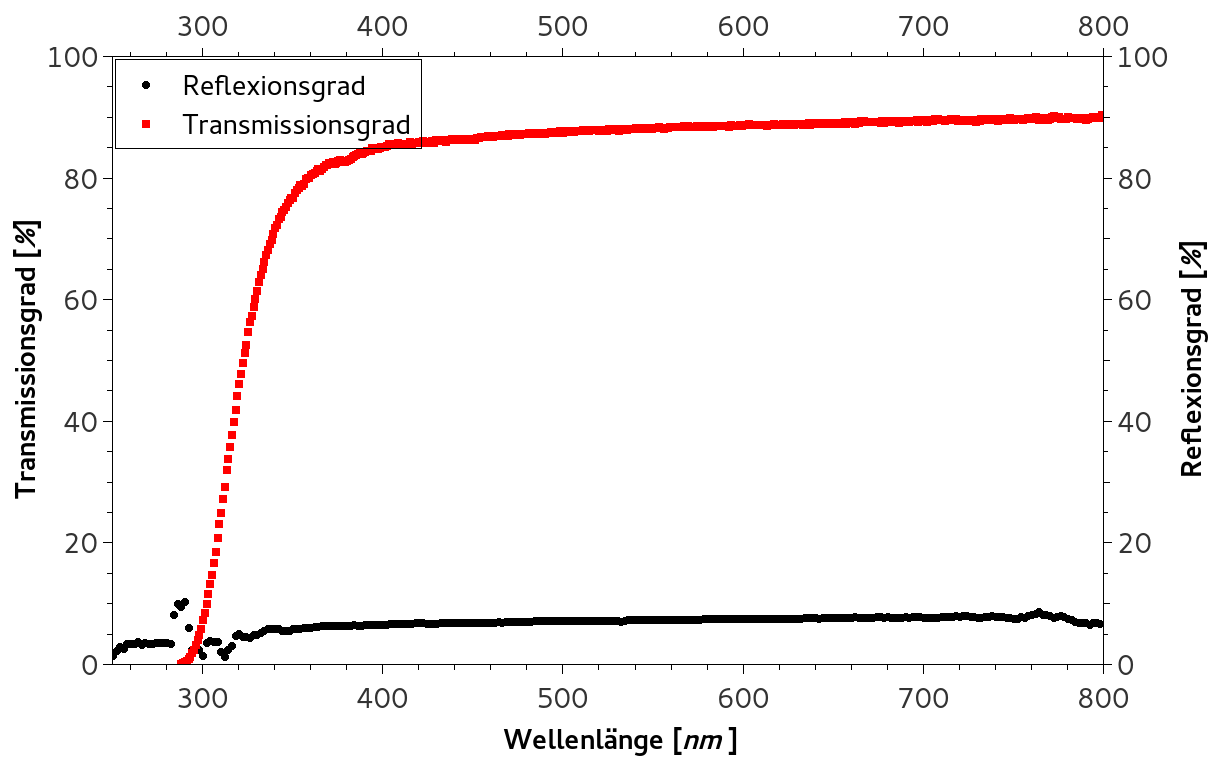 300 400 500 600 700 800
100 100
Reflexionsgrad
Transmissionsgrad
80 80
60 60
40 40
20 20
0 0
Transmissionsgrad [%]
Reflexionsgrad [%]
300 400 500 600 700 800
Wellenlänge [nm ]